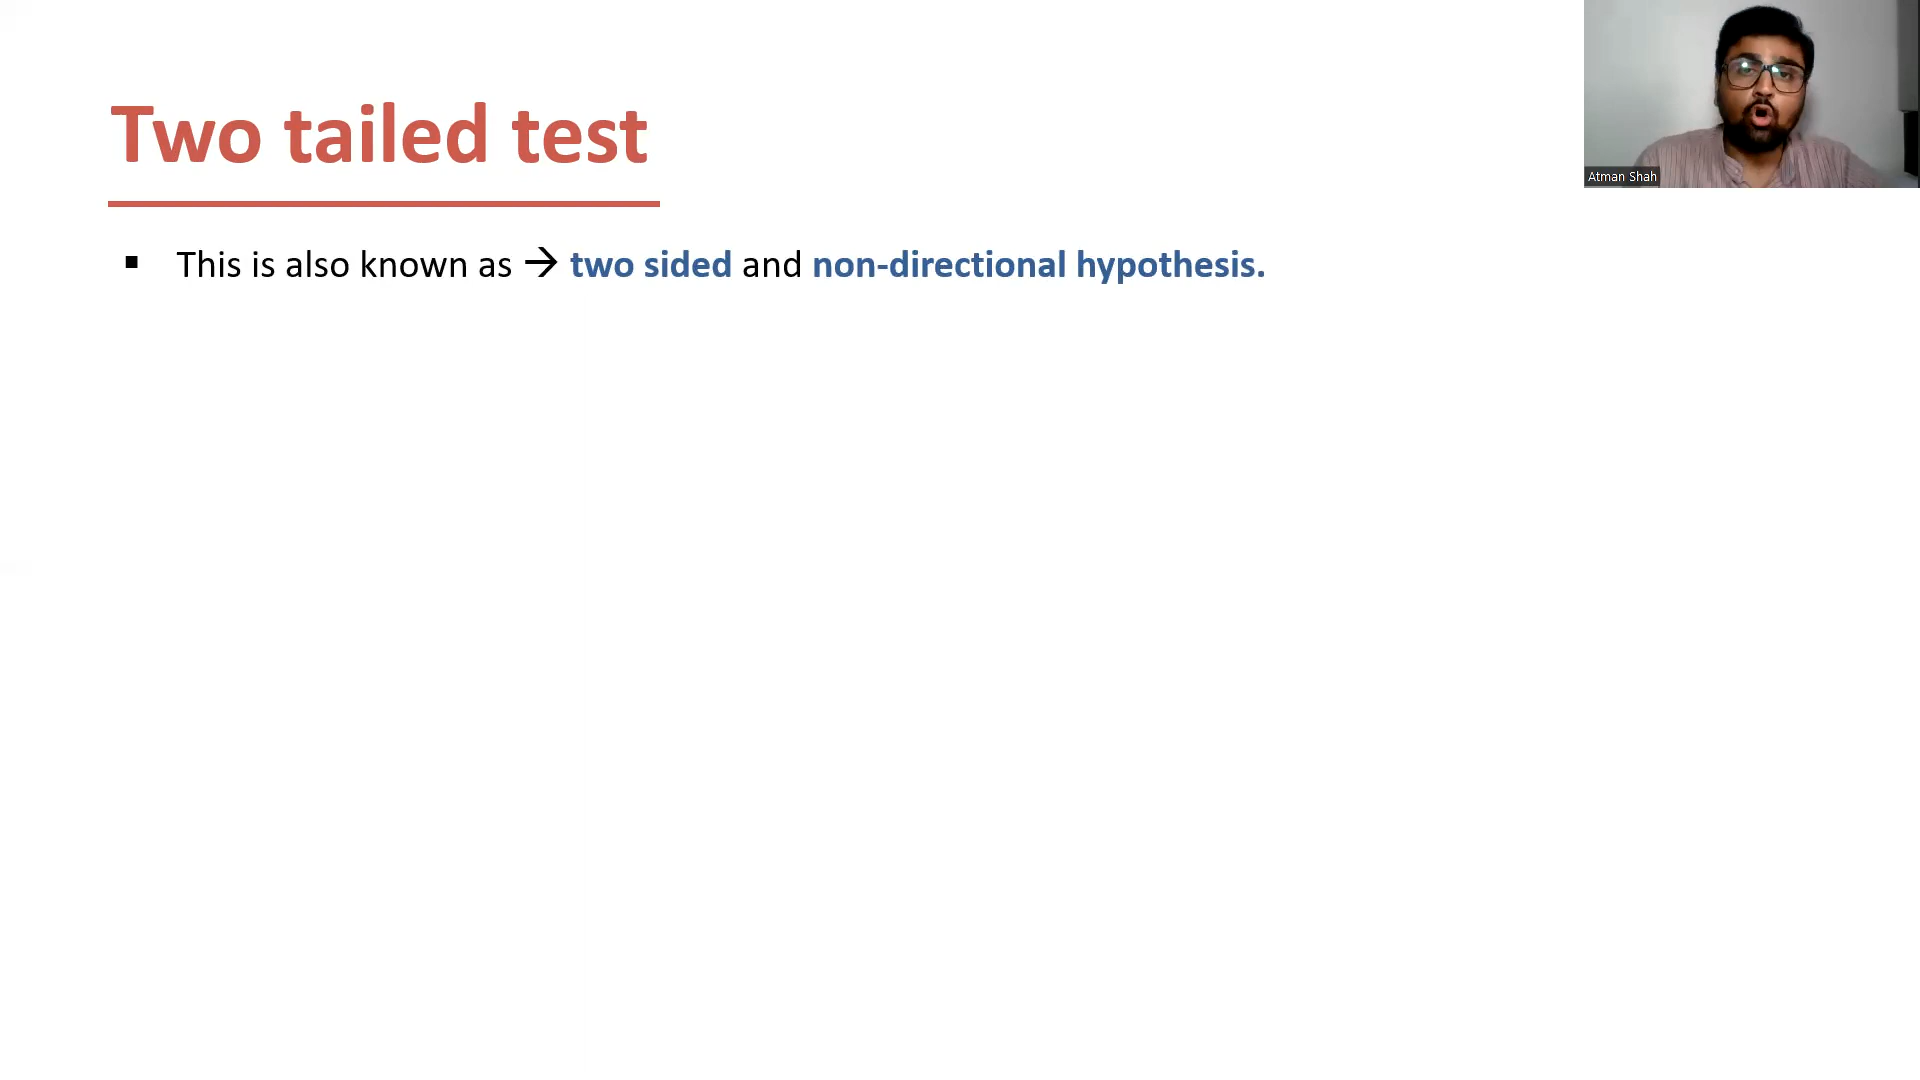 Two tailed test
▪ This is also known as → two sided and non-directional hypothesis.
Atman Shah